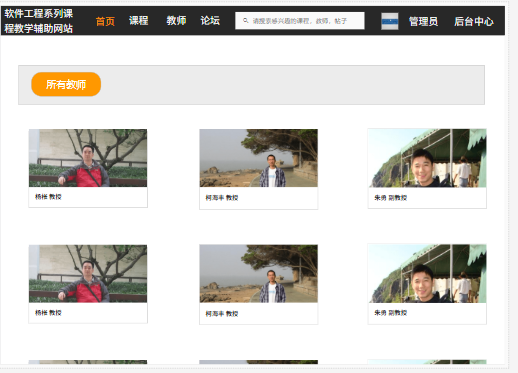 软件工程系列课
程教学辅助网站
首页 课程 教师 论坛 请搜索感兴趣的课程，教师，帖子 管理员 后台中心
所有教师
杨枨 教授 柯海丰 教授 朱勇 副教授
杨枨 教授 柯海丰 教授 朱勇 副教授